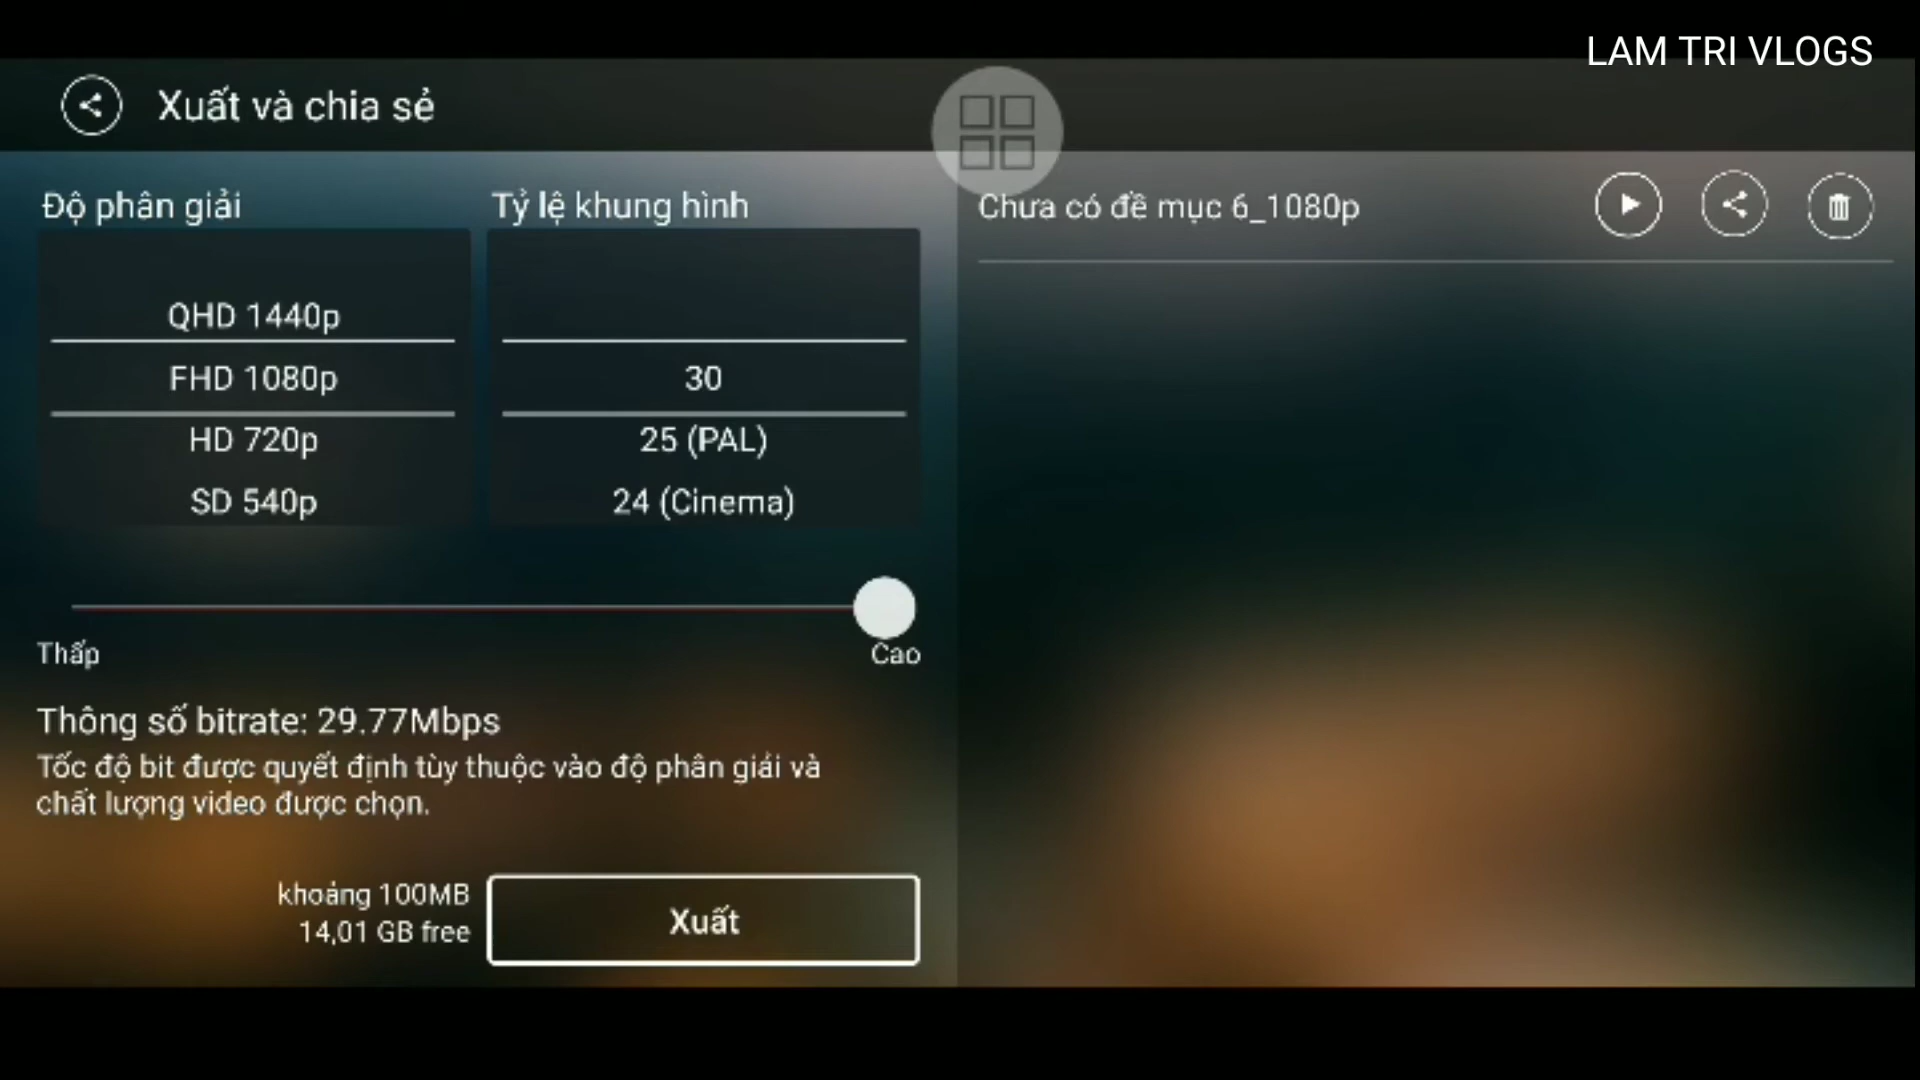 LAM TRI VLOGS
Xuất và chia sẻ
Độ phân giải
QHD 1440p
FHD 1080p
HD 720p
SD 540p
Tỷ lệ khung hình
30
25 (PAL)
24 (Cinema)
Thấp
Cao
Thông số bitrate: 29.77Mbps
Tốc độ bit được quyết định tùy thuộc vào độ phân giải và
chất lượng video được chọn.
khoảng 100MB
14,01 GB free
Xuất
Chưa có đề mục 6_1080p